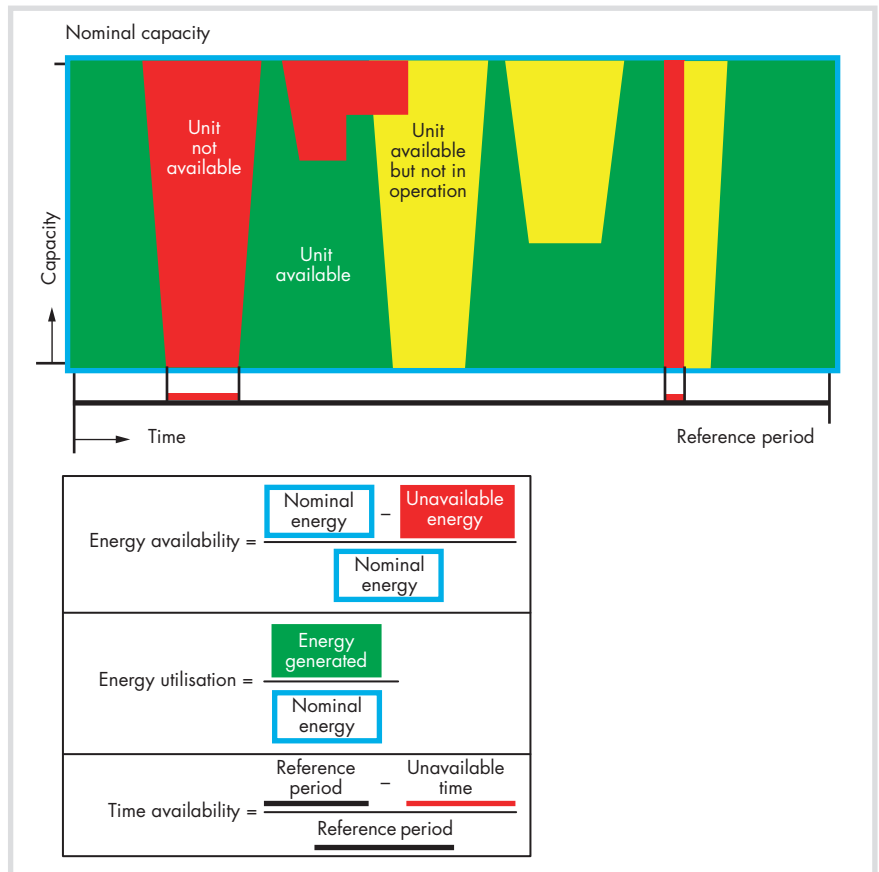 Nominal capacity
Unit
not
available
Unit
available
but not in
operation
Unit
available
Capacity
Time
Reference period
Energy availability =
Nominal
energy
–
Unavailable
energy
Nominal
energy
Energy utilisation =
Energy
generated
Nominal
energy
Time availability =
Reference
period
–
Unavailable
time
Reference period